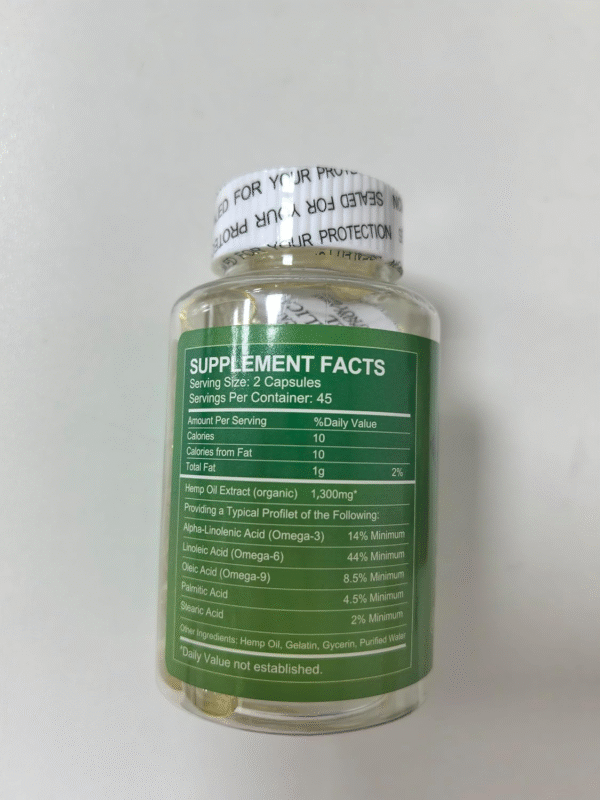 FOR YOUR
SEALED FOR YOUR
YOUR PROTECTION
SUPPLEMENT FACTS
Serving Size: 2 Capsules
Servings Per Container: 45
Amount Per Serving %Daily Value
Calories 10
Calories from Fat 10
Total Fat 1g 2%
Hemp Oil Extract (organic) 1,300mg*
Providing a Typical Profilet of the Following:
Alpha-Linolenic Acid (Omega-3) 14% Minimum
Linoleic Acid (Omega-6) 44% Minimum
Oleic Acid (Omega-9) 8.5% Minimum
Palmitic Acid 4.5% Minimum
Stearic Acid 2% Minimum
Other Ingredients: Hemp Oil, Gelatin, Gycerin, Purified Water
*Daily Value not established.